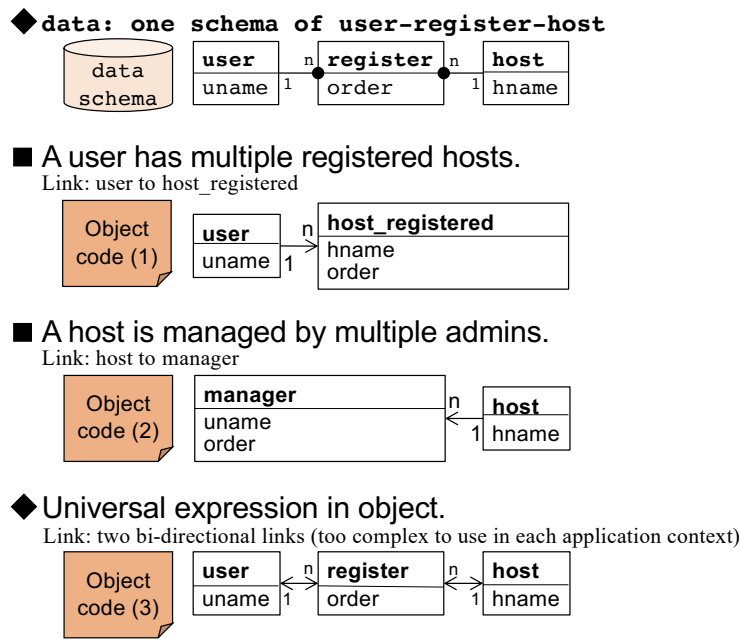 ◆data: one schema of user-register-host
data
schema
user
uname
1
n
register
order
n
1
host
hname
■ A user has multiple registered hosts.
Link: user to host_registered
Object
code (1)
user
uname
1
n
host_registered
hname
order
■ A host is managed by multiple admins.
Link: host to manager
Object
code (2)
manager
uname
order
n
1
host
hname
◆Universal expression in object.
Link: two bi-directional links (too complex to use in each application context)
Object
code (3)
user
uname
1
n
register
order
n
1
host
hname